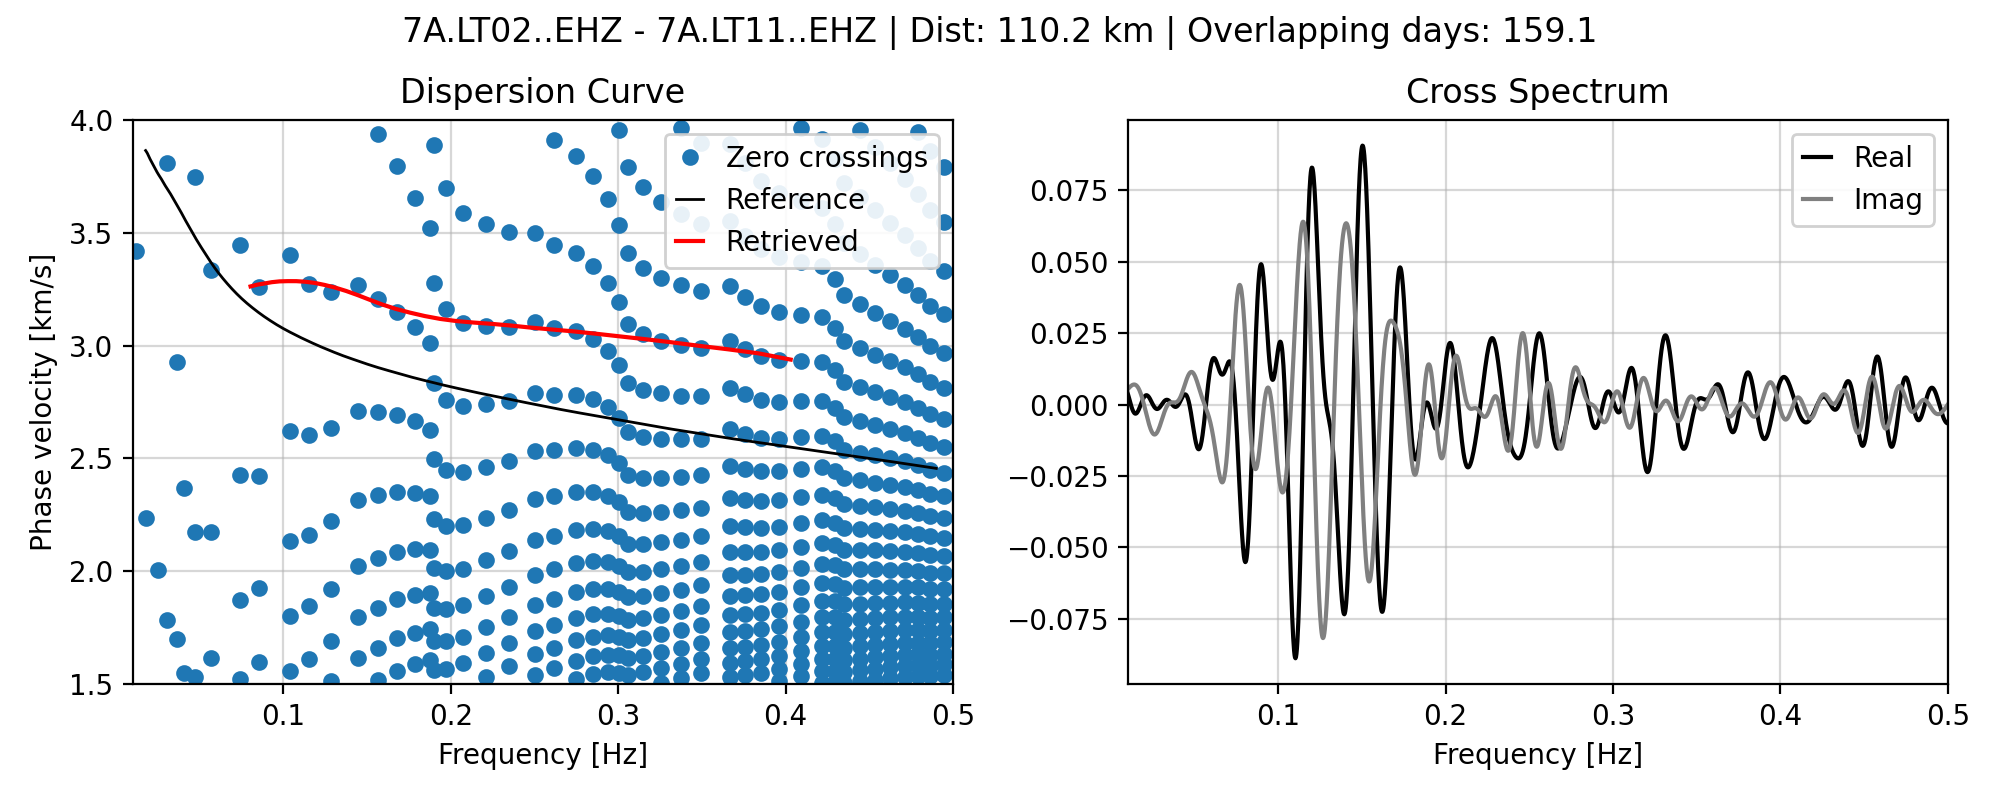 7A.LT02..EHZ - 7A.LT11..EHZ | Dist: 110.2 km | Overlapping days: 159.1
Dispersion Curve
4.0
3.5
3.0
2.5
2.0
1.5
Phase velocity [km/s]
Zero crossings
Reference
Retrieved
0.1 0.2 0.3 0.4 0.5
Frequency [Hz]
Cross Spectrum
0.075
0.050
0.025
0.000
−0.025
−0.050
−0.075
Real
Imag
0.1 0.2 0.3 0.4 0.5
Frequency [Hz]